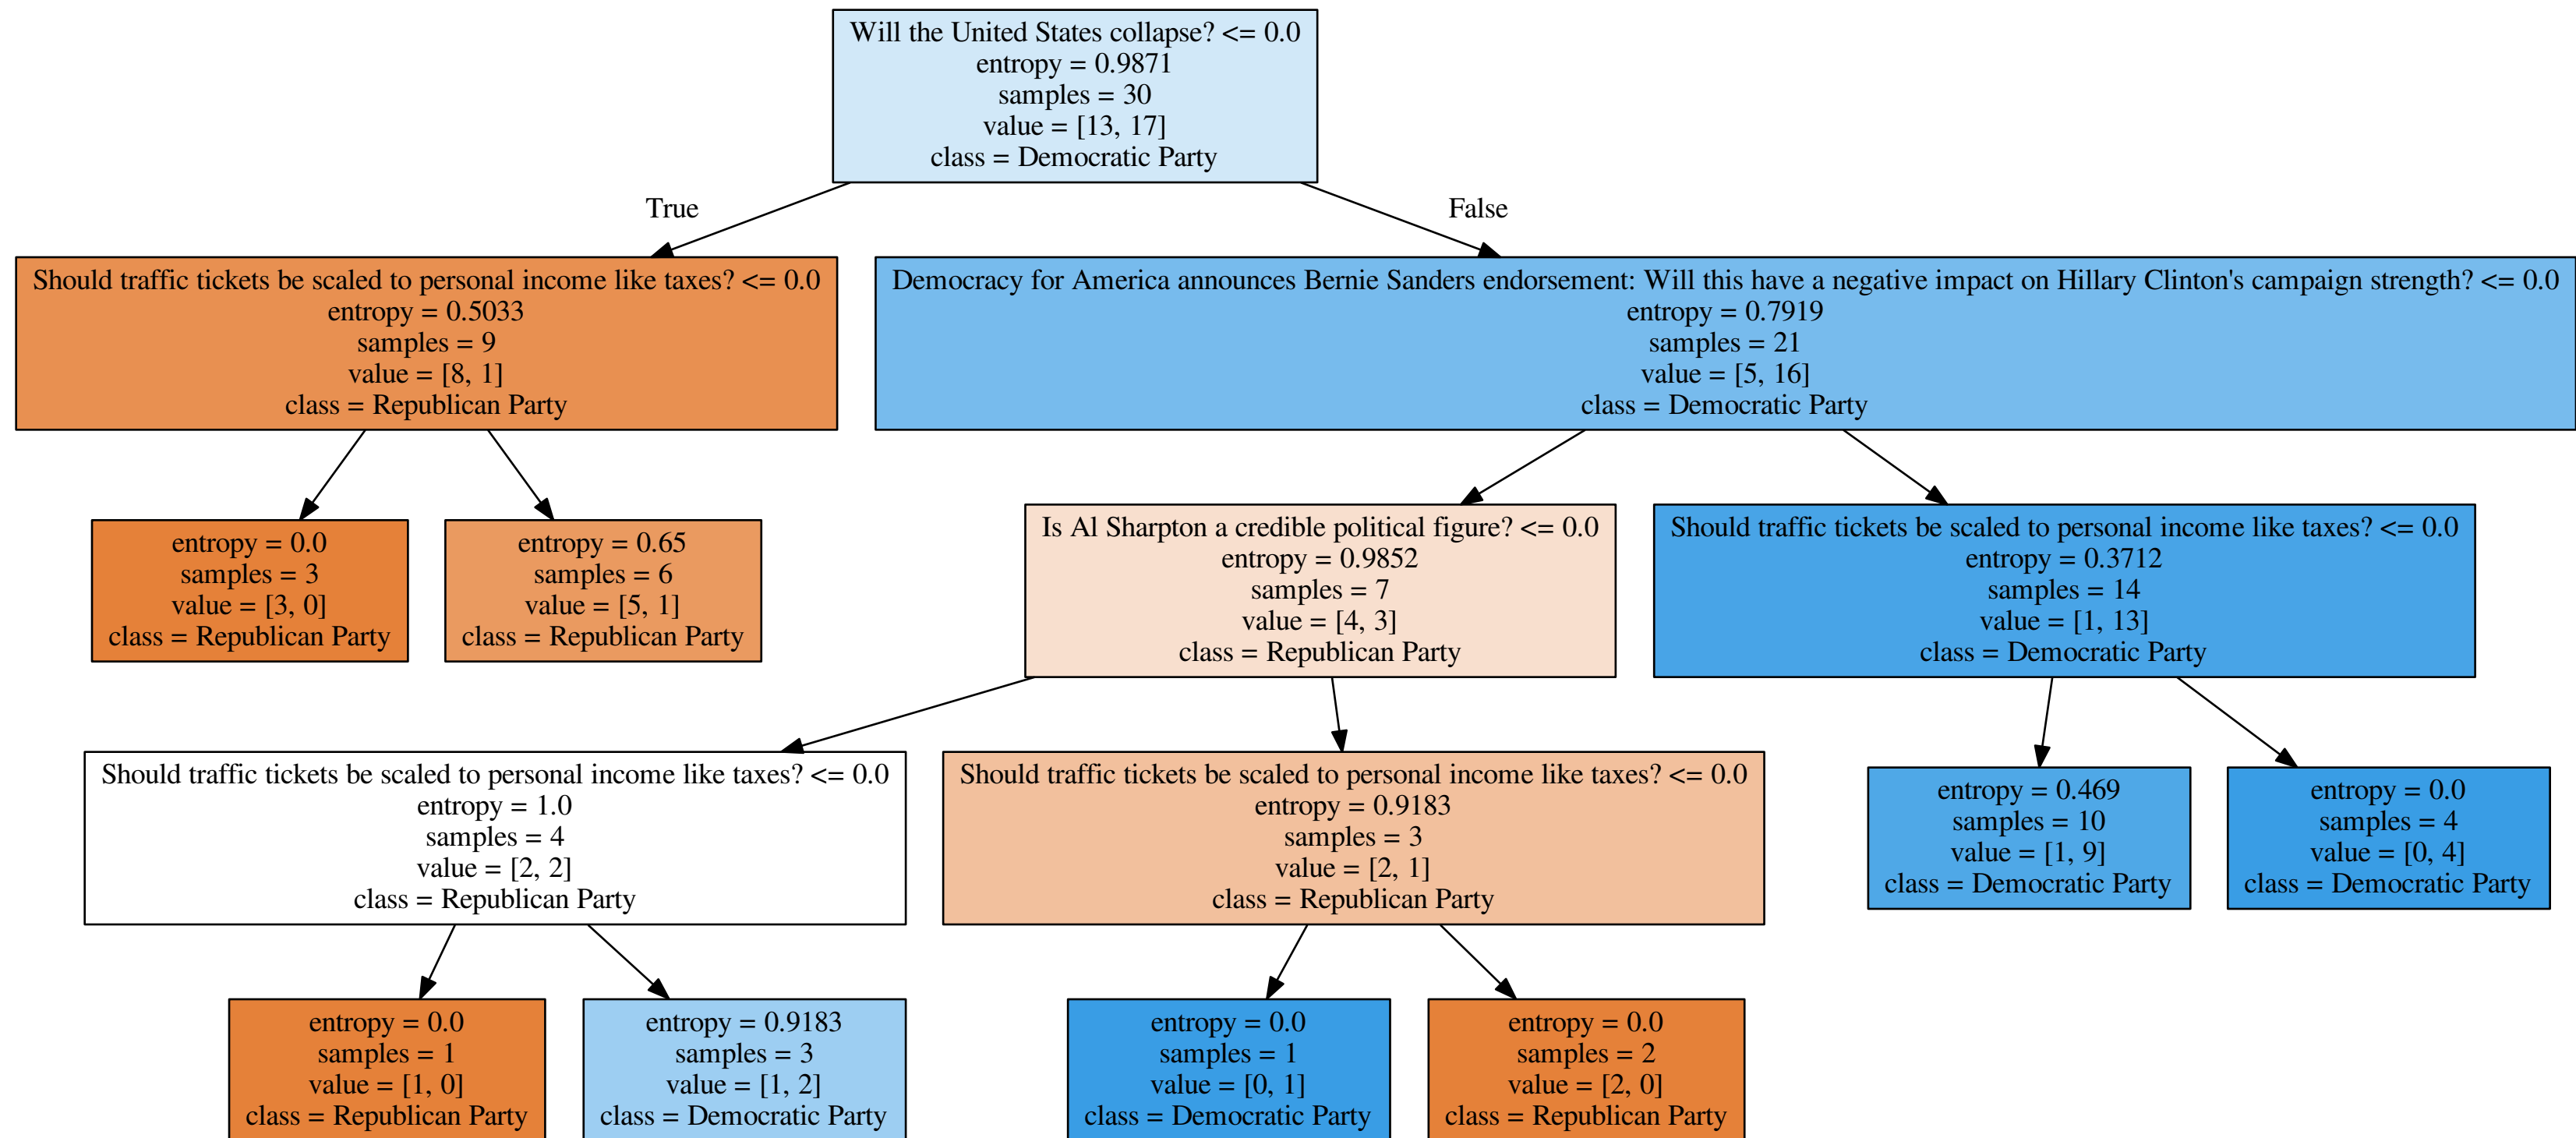 Will the United States collapse? <= 0.0
entropy = 0.9871
samples = 30
value = [13, 17]
class = Democratic Party
True
False
Should traffic tickets be scaled to personal income like taxes? <= 0.0
entropy = 0.5033
samples = 9
value = [8, 1]
class = Republican Party
Democracy for America announces Bernie Sanders endorsement: Will this have a negative impact on Hillary Clinton's campaign strength? <= 0.0
entropy = 0.7919
samples = 21
value = [5, 16]
class = Democratic Party
entropy = 0.0
samples = 3
value = [3, 0]
class = Republican Party
entropy = 0.65
samples = 6
value = [5, 1]
class = Republican Party
Is Al Sharpton a credible political figure? <= 0.0
entropy = 0.9852
samples = 7
value = [4, 3]
class = Republican Party
Should traffic tickets be scaled to personal income like taxes? <= 0.0
entropy = 0.3712
samples = 14
value = [1, 13]
class = Democratic Party
Should traffic tickets be scaled to personal income like taxes? <= 0.0
entropy = 1.0
samples = 4
value = [2, 2]
class = Republican Party
Should traffic tickets be scaled to personal income like taxes? <= 0.0
entropy = 0.9183
samples = 3
value = [2, 1]
class = Republican Party
entropy = 0.469
samples = 10
value = [1, 9]
class = Democratic Party
entropy = 0.0
samples = 4
value = [0, 4]
class = Democratic Party
entropy = 0.0
samples = 1
value = [1, 0]
class = Republican Party
entropy = 0.9183
samples = 3
value = [1, 2]
class = Democratic Party
entropy = 0.0
samples = 1
value = [0, 1]
class = Democratic Party
entropy = 0.0
samples = 2
value = [2, 0]
class = Republican Party